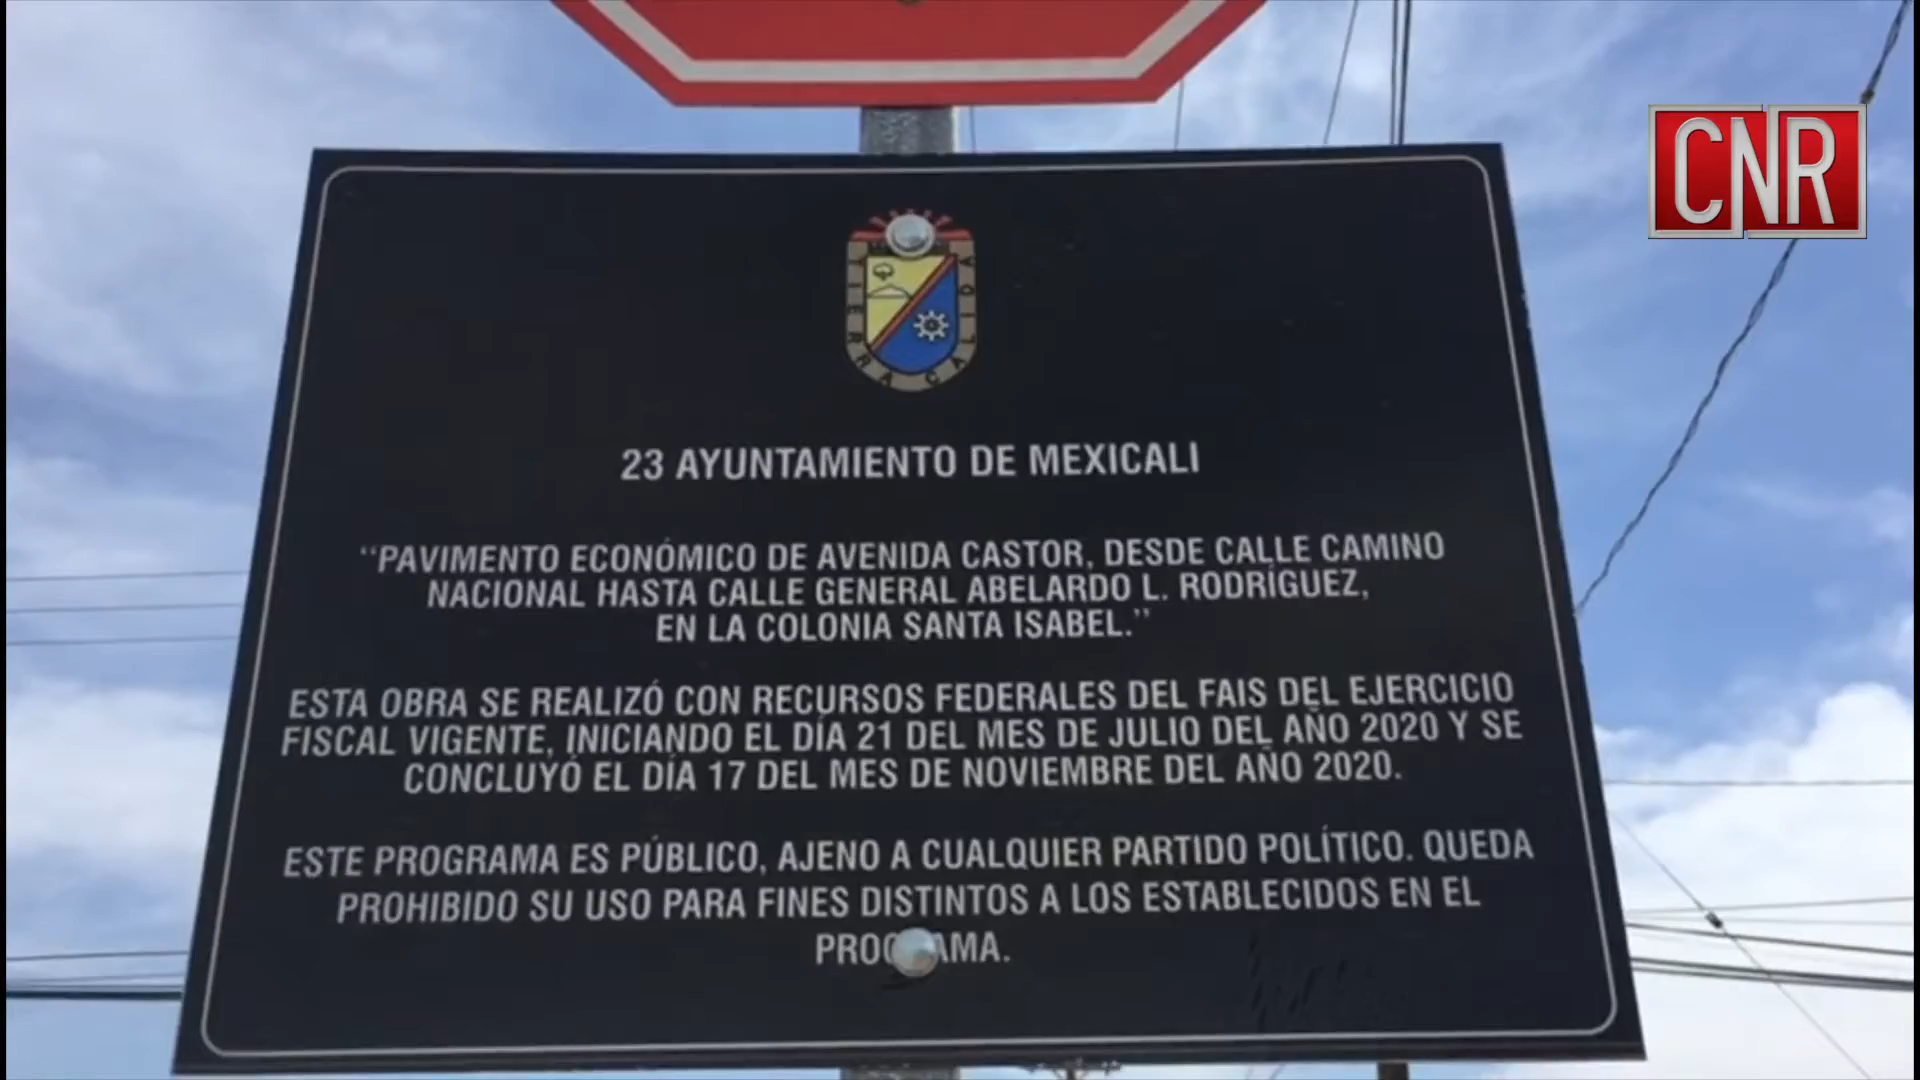 CNR
TIERRA CALIDA
23 AYUNTAMIENTO DE MEXICALI
“PAVIMENTO ECONÓMICO DE AVENIDA CASTOR, DESDE CALLE CAMINO
NACIONAL HASTA CALLE GENERAL ABELARDO L. RODRÍGUEZ,
EN LA COLONIA SANTA ISABEL.”
ESTA OBRA SE REALIZÓ CON RECURSOS FEDERALES DEL FAIS DEL EJERCICIO
FISCAL VIGENTE, INICIANDO EL DÍA 21 DEL MES DE JULIO DEL AÑO 2020 Y SE
CONCLUYÓ EL DÍA 17 DEL MES DE NOVIEMBRE DEL AÑO 2020.
ESTE PROGRAMA ES PÚBLICO, AJENO A CUALQUIER PARTIDO POLÍTICO. QUEDA
PROHIBIDO SU USO PARA FINES DISTINTOS A LOS ESTABLECIDOS EN EL
PROGRAMA.